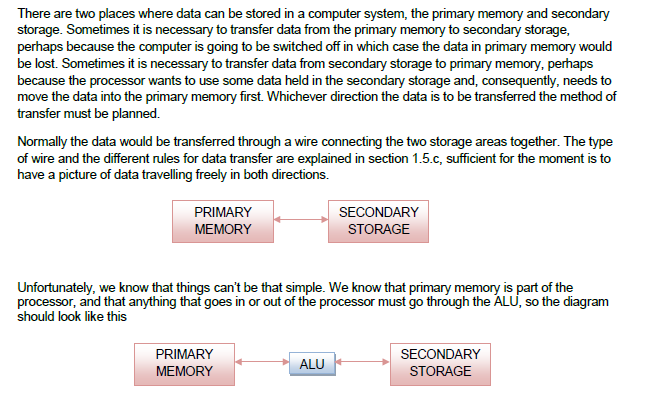 There are two places where data can be stored in a computer system, the primary memory and secondary
storage. Sometimes it is necessary to transfer data from the primary memory to secondary storage,
perhaps because the computer is going to be switched off in which case the data in primary memory would
be lost. Sometimes it is necessary to transfer data from secondary storage to primary memory, perhaps
because the processor wants to use some data held in the secondary storage and, consequently, needs to
move the data into the primary memory first. Whichever direction the data is to be transferred the method of
transfer must be planned.
Normally the data would be transferred through a wire connecting the two storage areas together. The type
of wire and the different rules for data transfer are explained in section 1.5.c, sufficient for the moment is to
have a picture of data travelling freely in both directions.
PRIMARY
MEMORY
SECONDARY
STORAGE
Unfortunately, we know that things can't be that simple. We know that primary memory is part of the
processor, and that anything that goes in or out of the processor must go through the ALU, so the diagram
should look like this
PRIMARY
MEMORY
ALU
SECONDARY
STORAGE